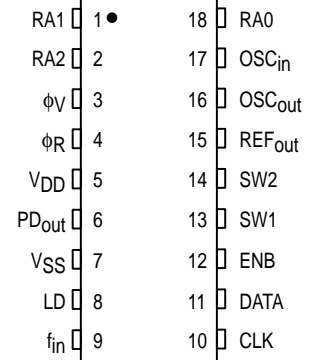 RA1 1 18 RA0
RA2 2 17 OSCin
ϕV 3 16 OSCout
ϕR 4 15 REFout
VDD 5 14 SW2
PDout 6 13 SW1
VSS 7 12 ENB
LD 8 11 DATA
fin 9 10 CLK